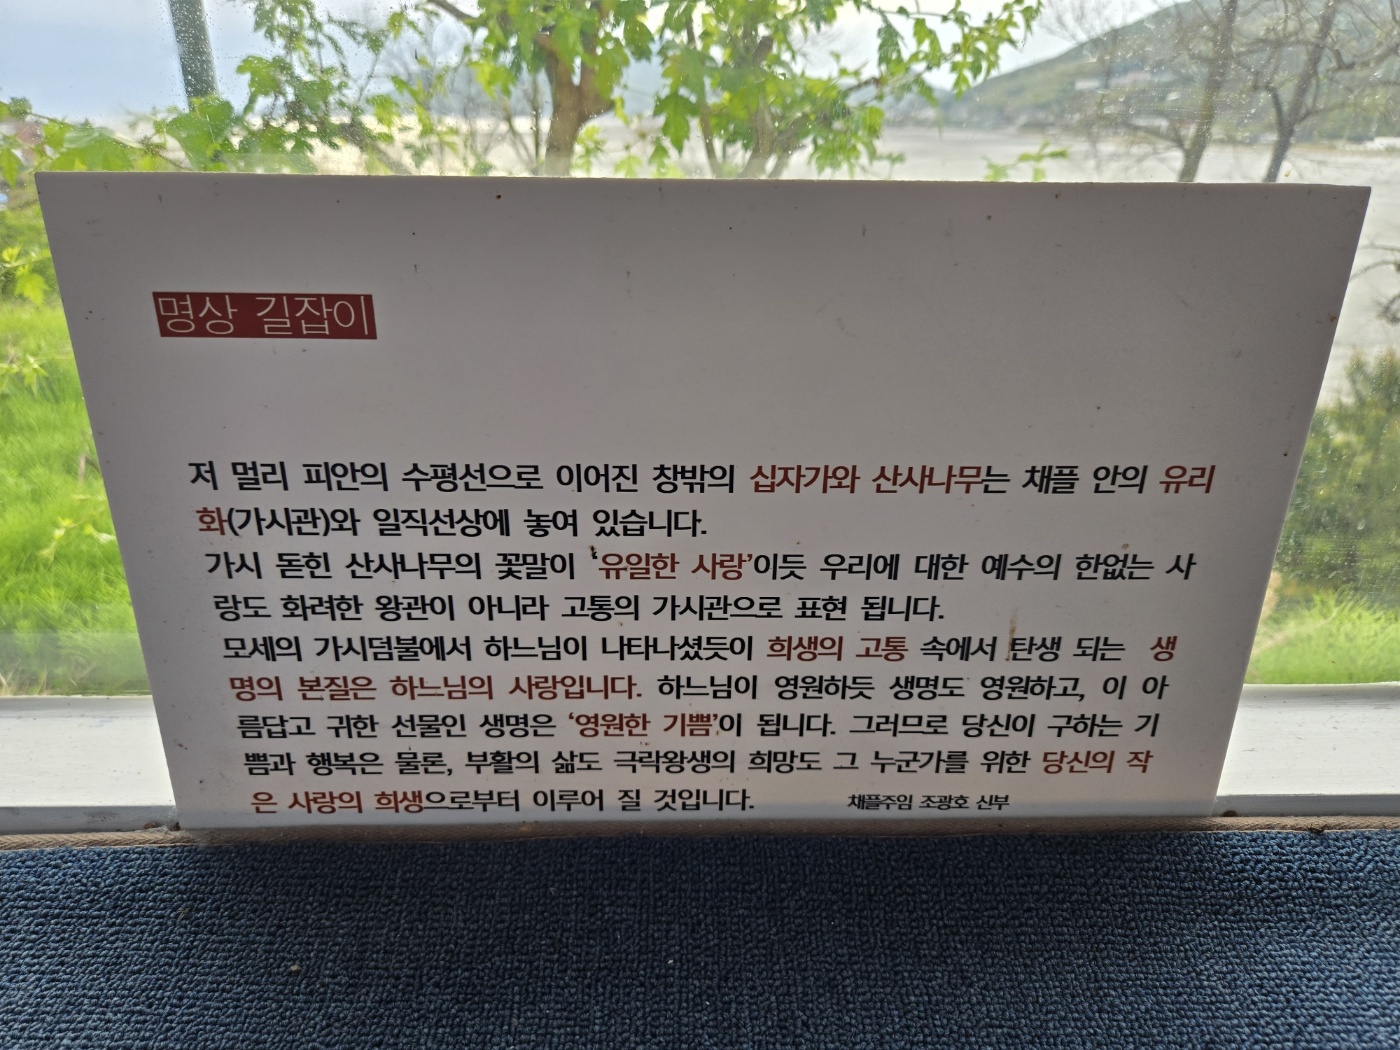 명상 길잡이
저 멀리 피안의 수평선으로 이어진 창밖의 십자가와 산사나무는 채플 안의 유리
화(가시관)와 일직선상에 놓여 있습니다.
가시 돋힌 산사나무의 꽃말이 ‘유일한 사랑’이듯 우리에 대한 예수의 한없는 사
랑도 화려한 왕관이 아니라 고통의 가시관으로 표현 됩니다.
모세의 가시덤불에서 하느님이 나타나셨듯이 희생의 고통 속에서 탄생 되는 생
명의 본질은 하느님의 사랑입니다. 하느님이 영원하듯 생명도 영원하고, 이 아
름답고 귀한 선물인 생명은 ‘영원한 기쁨’이 됩니다. 그러므로 당신이 구하는 기
쁨과 행복은 물론, 부활의 삶도 극락왕생의 희망도 그 누군가를 위한 당신의 작
은 사랑의 희생으로부터 이루어 질 것입니다.
채플주임 조광호 신부